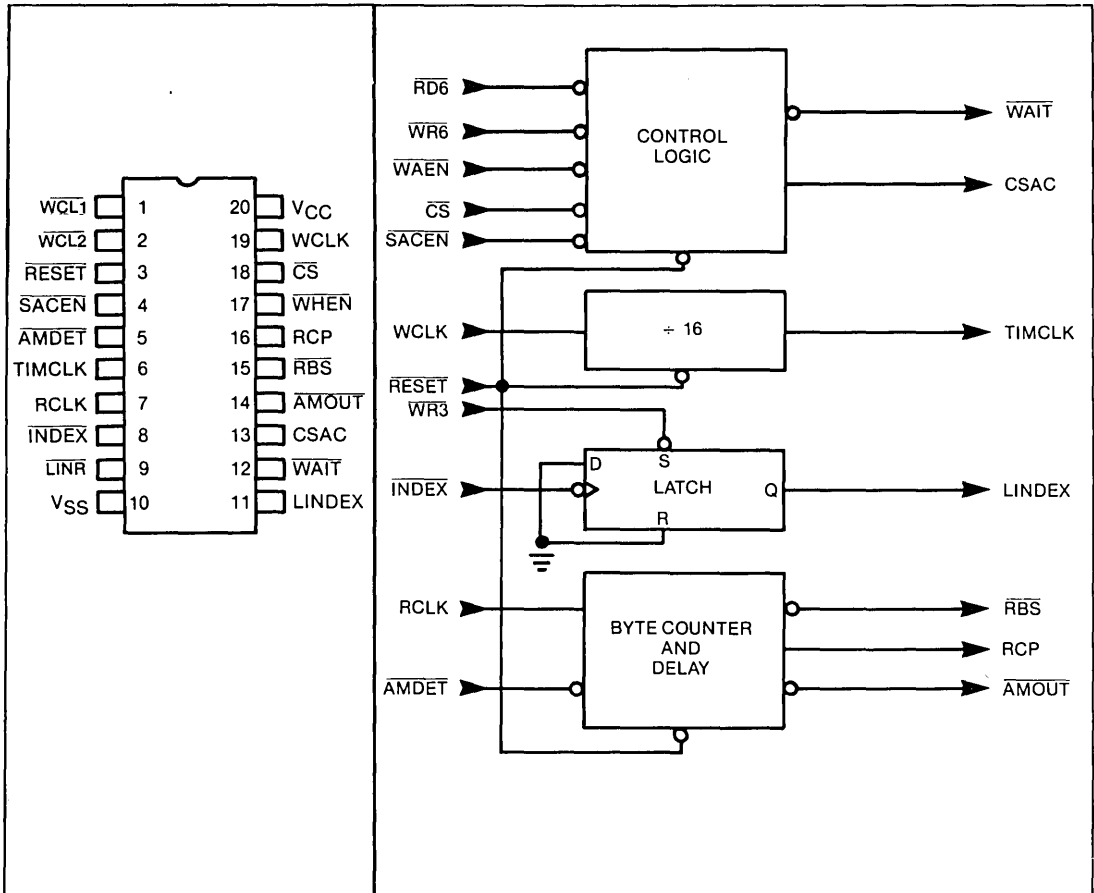 WCL1 1 20 VCC
WCL2 2 19 WCLK
RESET 3 18 CS
SACEN 4 17 WHEN
AMDET 5 16 RCP
TIMCLK 6 15 RBS
RCLK 7 14 AMOUT
INDEX 8 13 CSAC
LINR 9 12 WAIT
VSS 10 11 LINDEX
RD6
WR6
WAEN
CS
SACEN
CONTROL
LOGIC
WAIT
CSAC
WCLK ÷ 16 TIMCLK
RESET
WR3
D S
INDEX LATCH Q LINDEX
R
RCLK
AMDET
BYTE COUNTER
AND
DELAY
RBS
RCP
AMOUT